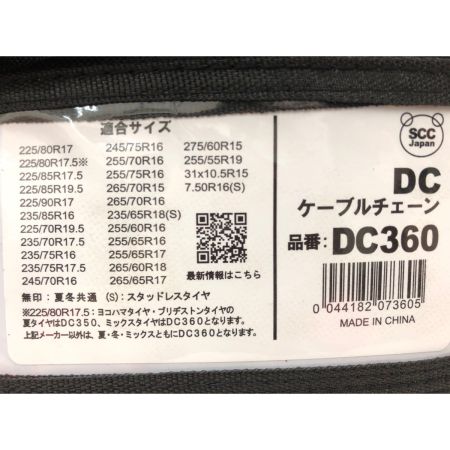 適合サイズ
225/80R17 245/75R16 275/60R15
225/80R17.5※ 255/70R16 255/55R19
225/85R17.5 255/75R16 31x10.5R15
225/85R19.5 265/70R15 7.50R16(S)
225/90R17 265/70R16
235/85R16 235/65R18(S)
225/70R19.5 255/60R18
235/70R17.5 255/65R16
235/75R16 255/65R17
235/75R17.5 265/60R18
245/70R16 265/65R17
最新情報はこちら
無印:夏冬共通 (S):スタッドレスタイヤ
※225/80R17.5:ヨコハマタイヤ・ブリヂストンタイヤの
夏タイヤはDC350、ミックスタイヤはDC360となります。
上記メーカー以外は、夏・冬・ミックスともにDC360となります。
SCC
Japan
DC
ケーブルチェーン
品番:DC360
0 044182 073605
MADE IN CHINA